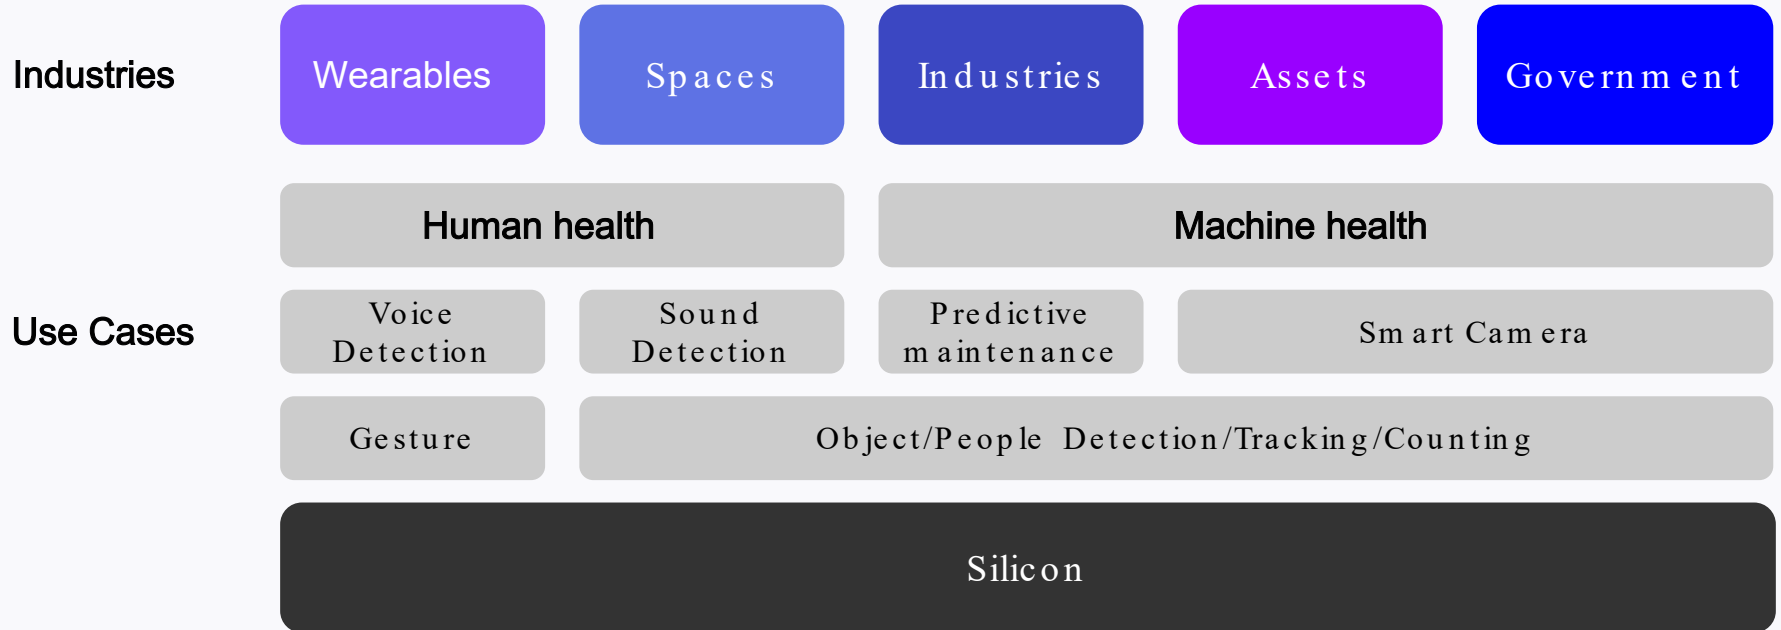 Industries
Wearables
Spaces
Industries
Assets
Government
Human health
Machine health
Use Cases
Voice
Detection
Sound
Detection
Predictive
maintenance
Smart Camera
Gesture
Object/People Detection/Tracking/Counting
Silicon